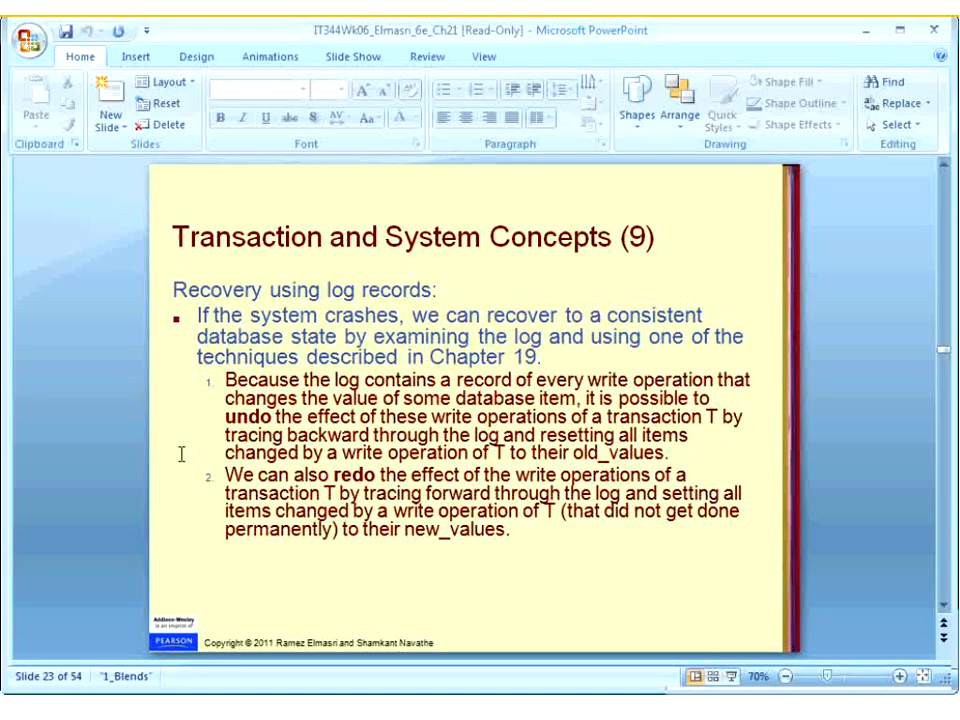 IT344Wk06_Elmasri_6e_Ch21 [Read-Only] - Microsoft PowerPoint
Home Insert Design Animations Slide Show Review View
Paste
New Slide
Layout
Reset
Delete
B I U abc S AV Aa A
Shapes Arrange Quick Styles
Shape Fill
Shape Outline
Shape Effects
Find
Replace
Select
Clipboard Slides Font Paragraph Drawing Editing
Transaction and System Concepts (9)
Recovery using log records:
If the system crashes, we can recover to a consistent
database state by examining the log and using one of the
techniques described in Chapter 19.
1. Because the log contains a record of every write operation that
changes the value of some database item, it is possible to
undo the effect of these write operations of a transaction T by
tracing backward through the log and resetting all items
changed by a write operation of T to their old_values.
2. We can also redo the effect of the write operations of a
transaction T by tracing forward through the log and setting all
items changed by a write operation of T (that did not get done
permanently) to their new_values.
Addison-Wesley
is an imprint of
PEARSON
Copyright © 2011 Ramez Elmasri and Shamkant Navathe
Slide 23 of 54 "1_Blends" 70%